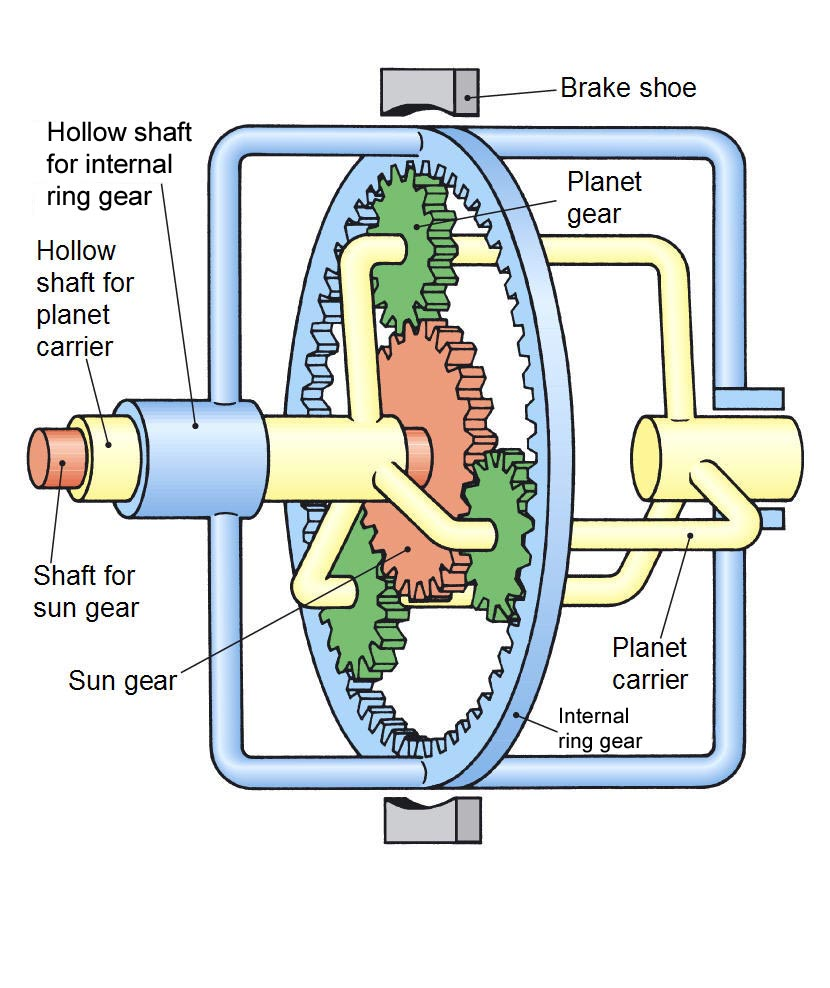 Brake shoe
Hollow shaft
for internal
ring gear
Planet
gear
Hollow
shaft for
planet
carrier
Shaft for
sun gear
Sun gear
Planet
carrier
Internal
ring gear